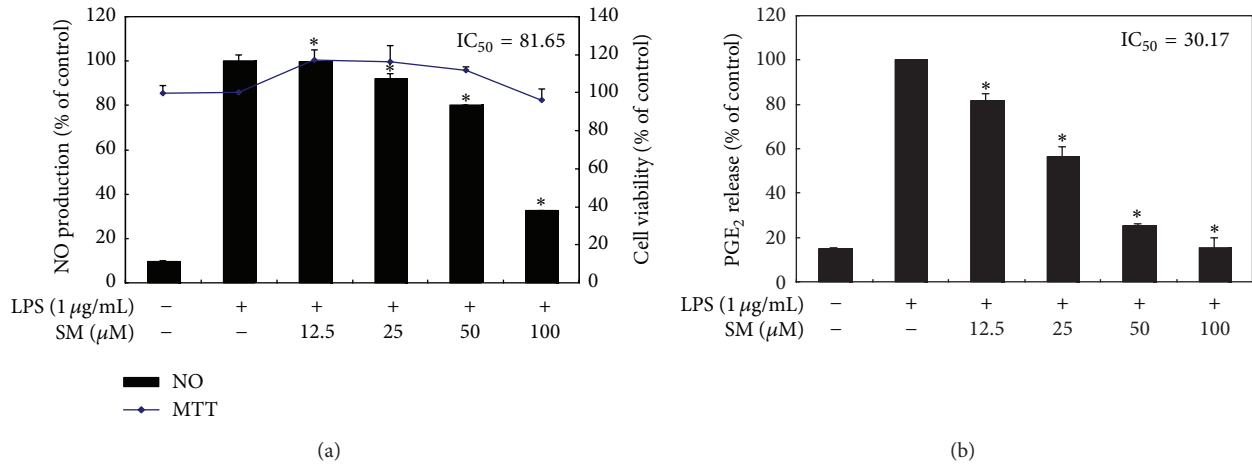 120
100
80
60
40
20
0
NO production (% of control)
IC50 = 81.65
*
*
*
*
140
120
100
80
60
40
20
0
Cell viability (% of control)
LPS (1 μg/mL) − + + + + +
SM (μM) − − 12.5 25 50 100
NO
MTT
(a)
120
100
80
60
40
20
0
PGE2 release (% of control)
IC50 = 30.17
*
*
*
*
LPS (1 μg/mL) − + + + + +
SM (μM) − − 12.5 25 50 100
(b)